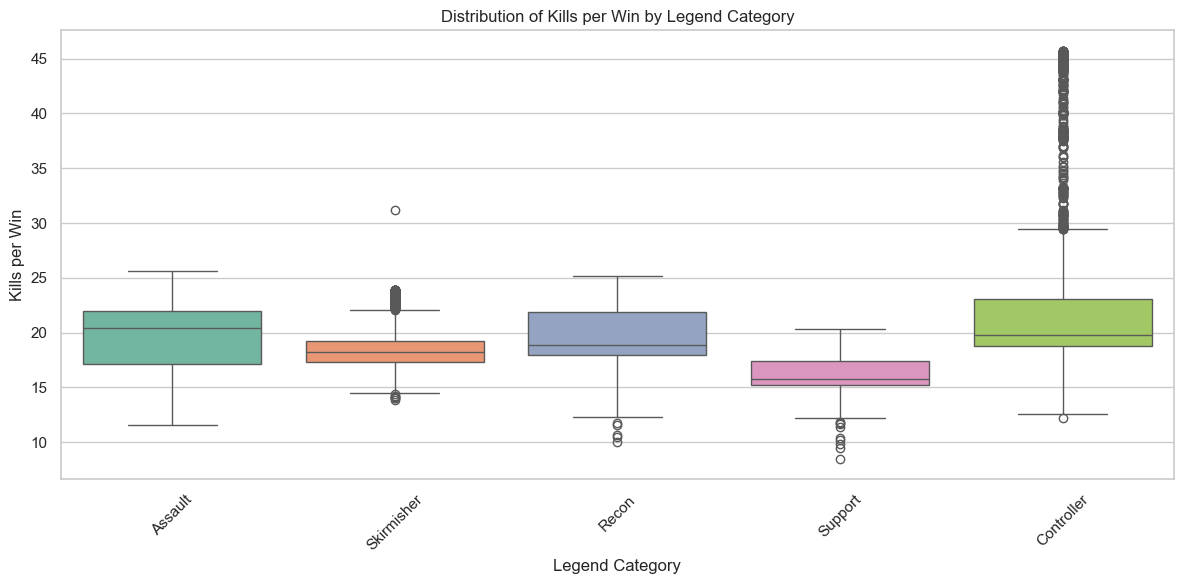 Distribution of Kills per Win by Legend Category
Kills per Win
45
40
35
30
25
20
15
10
Assault
Skirmisher
Recon
Support
Controller
Legend Category